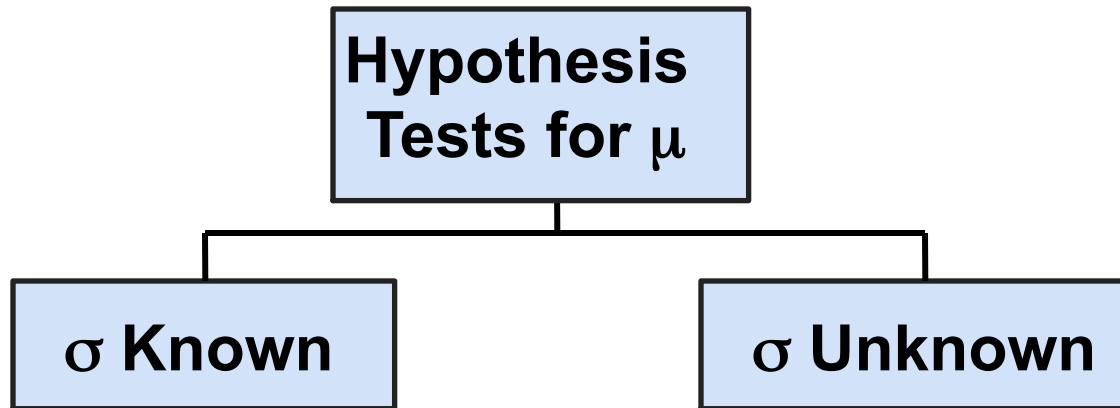 Hypothesis
Tests for μ
σ Known
σ Unknown